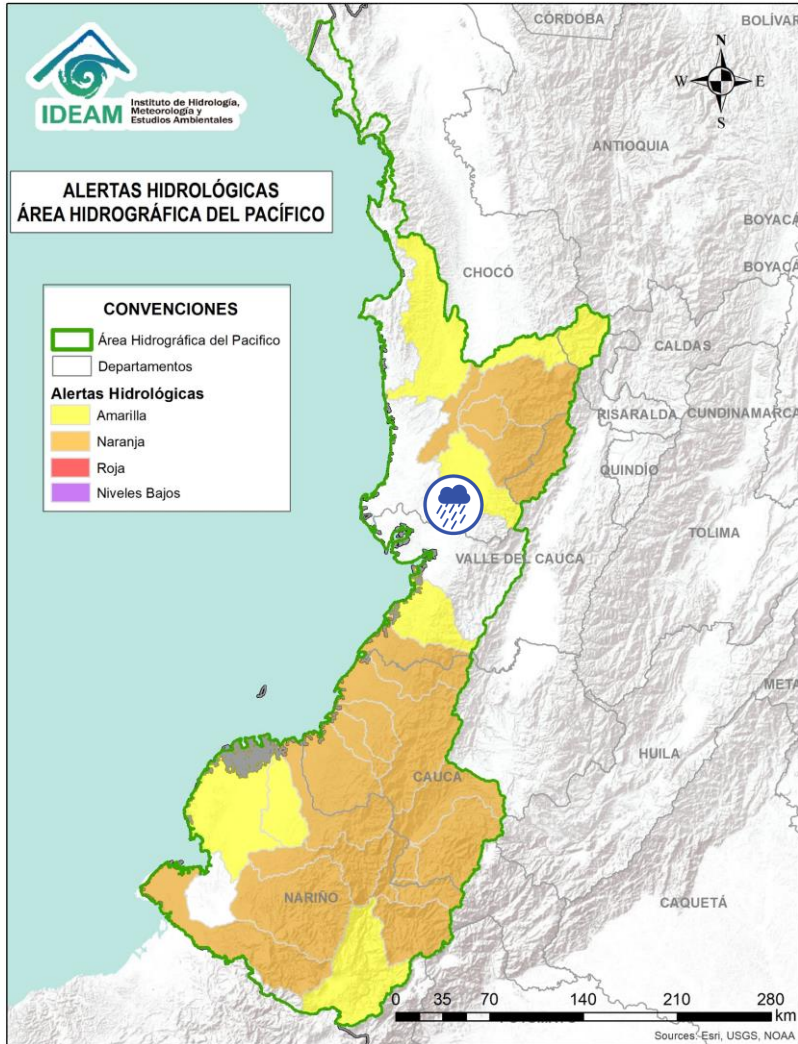 IDEAM
Instituto de Hidrología,
Meteorología y
Estudios Ambientales
CÓRDOBA
BOLÍVAR
N
W
E
S
ANTIOQUIA
ALERTAS HIDROLÓGICAS
ÁREA HIDROGRÁFICA DEL PACÍFICO
BOYACÁ
CHOCÓ
BOYACÁ
CONVENCIONES
Área Hidrográfica del Pacífico
Departamentos
Alertas Hidrológicas
Amarilla
Naranja
Roja
Niveles Bajos
CALDAS
RISARALDA
CUNDINAMARCA
QUINDÍO
TOLIMA
VALLE DEL CAUCA
META
HUILA
CAUCA
NARIÑO
CAQUETÁ
0 35 70 140 210 280
km
Sources: Esri, USGS, NOAA